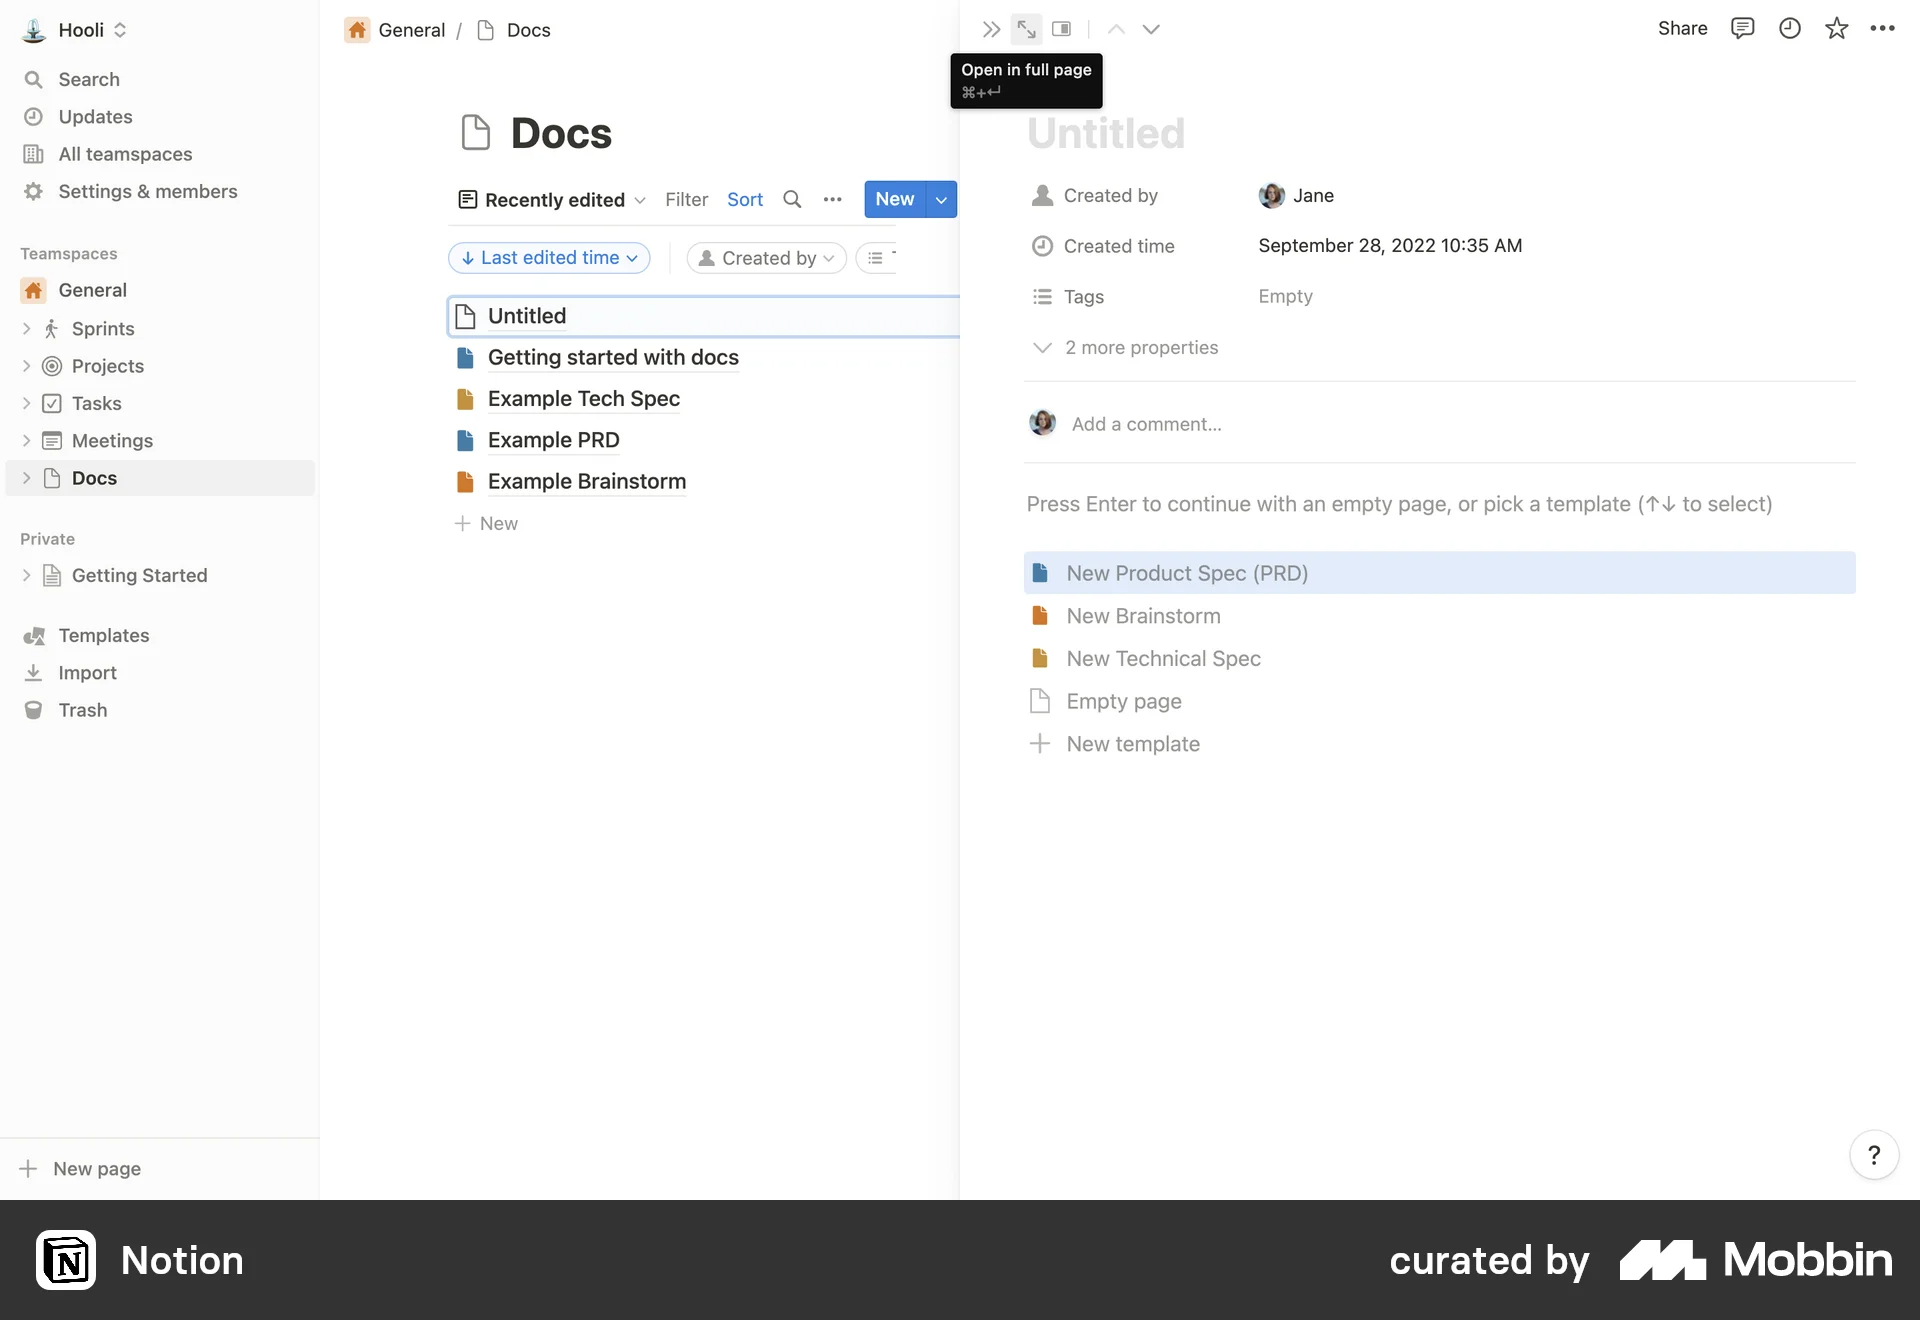 Hooli
Search
Updates
All teamspaces
Settings & members
Teamspaces
General
Sprints
Projects
Tasks
Meetings
Docs
Private
Getting Started
Templates
Import
Trash
New page
General / Docs
Docs
Recently edited Filter Sort New
Last edited time Created by
Untitled
Getting started with docs
Example Tech Spec
Example PRD
Example Brainstorm
New
Share
Open in full page
⌘+↵
Untitled
Created by Jane
Created time September 28, 2022 10:35 AM
Tags Empty
2 more properties
Add a comment...
Press Enter to continue with an empty page, or pick a template (↑↓ to select)
New Product Spec (PRD)
New Brainstorm
New Technical Spec
Empty page
New template
?
Notion
curated by Mobbin